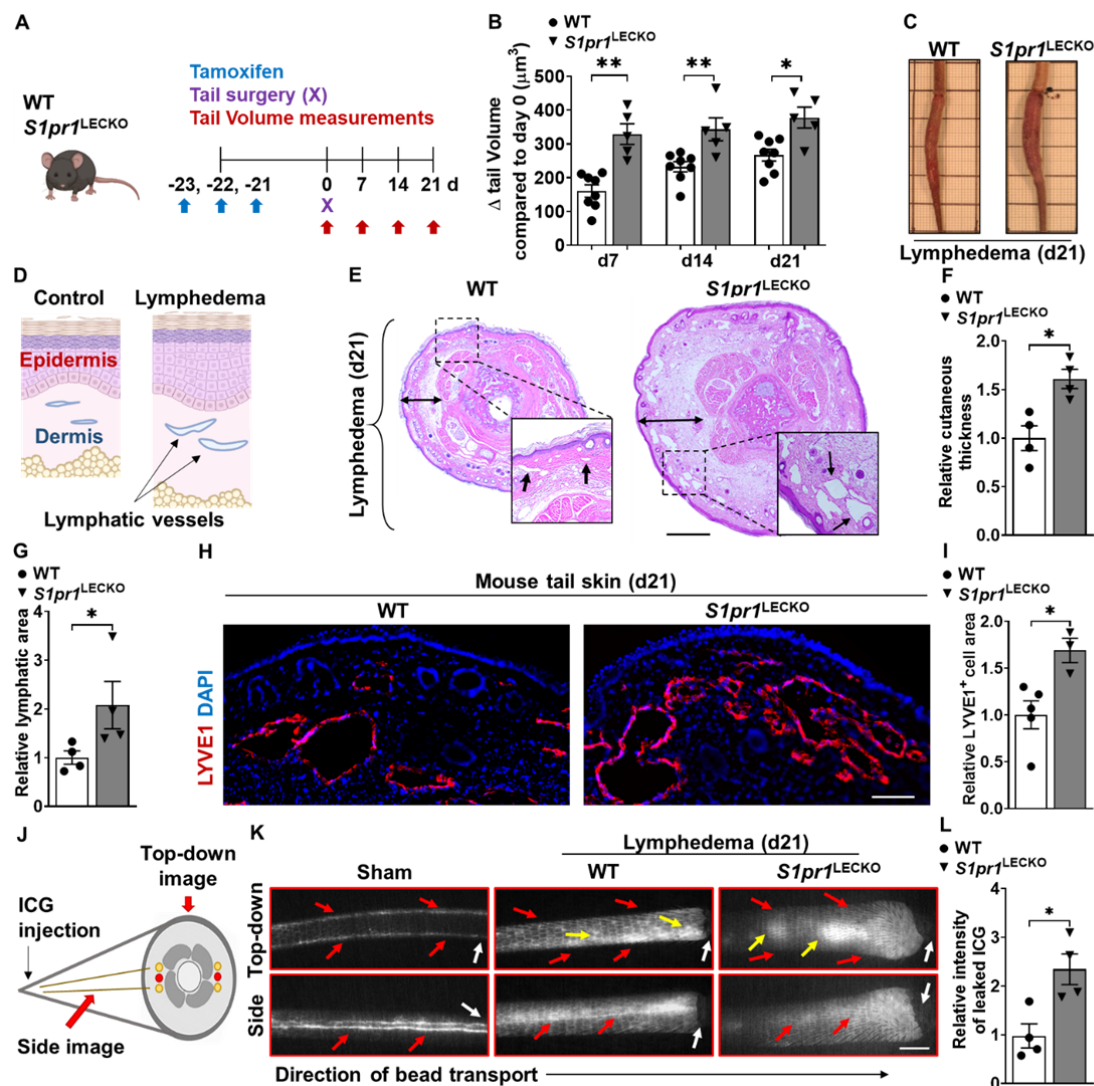 A
WT
S1pr1LECKO
Tamoxifen
Tail surgery (X)
Tail Volume measurements
-23, -22, -21
0 7 14 21 d
X
B
WT
S1pr1LECKO
Δ tail Volume
compared to day 0 (μm³)
500
400
300
200
100
0
** ** *
d7 d14 d21
C
WT S1pr1LECKO
Lymphedema (d21)
D
Control Lymphedema
Epidermis
Dermis
Lymphatic vessels
E
WT S1pr1LECKO
Lymphedema (d21)
F
WT
S1pr1LECKO
Relative cutaneous
thickness
2.0
1.5
1.0
0.5
0.0
*
G
WT
S1pr1LECKO
Relative lymphatic area
4
3
2
1
0
*
H
Mouse tail skin (d21)
WT S1pr1LECKO
LYVE1 DAPI
I
WT
S1pr1LECKO
Relative LYVE1⁺ cell area
2.0
1.5
1.0
0.5
0.0
*
J
Top-down
image
ICG
injection
Side image
K
Lymphedema (d21)
Sham WT S1pr1LECKO
Top-down
Side
Direction of bead transport
L
WT
S1pr1LECKO
Relative intensity
of leaked ICG
4
3
2
1
0
*